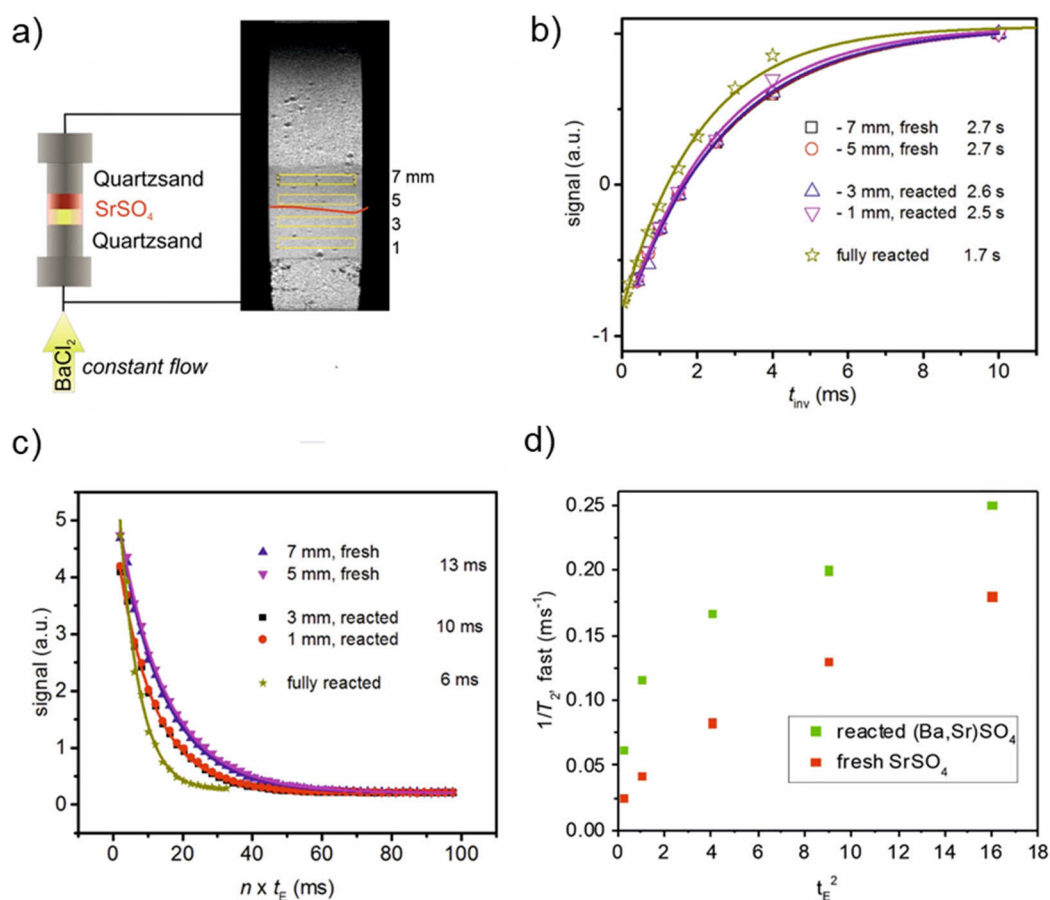 a)
Quartzsand
SrSO₄
Quartzsand
BaCl₂
constant flow
7 mm
5
3
1
b)
signal (a.u.)
0
-1
0 2 4 6 8 10
t_inv (ms)
- 7 mm, fresh 2.7 s
- 5 mm, fresh 2.7 s
- 3 mm, reacted 2.6 s
- 1 mm, reacted 2.5 s
fully reacted 1.7 s
c)
signal (a.u.)
5
4
3
2
1
0
0 20 40 60 80 100
n x t_E (ms)
7 mm, fresh
5 mm, fresh
13 ms
3 mm, reacted
1 mm, reacted
10 ms
fully reacted 6 ms
d)
1/T₂, fast (ms⁻¹)
0.25
0.20
0.15
0.10
0.05
0.00
0 2 4 6 8 10 12 14 16 18
t_E²
reacted (Ba,Sr)SO₄
fresh SrSO₄